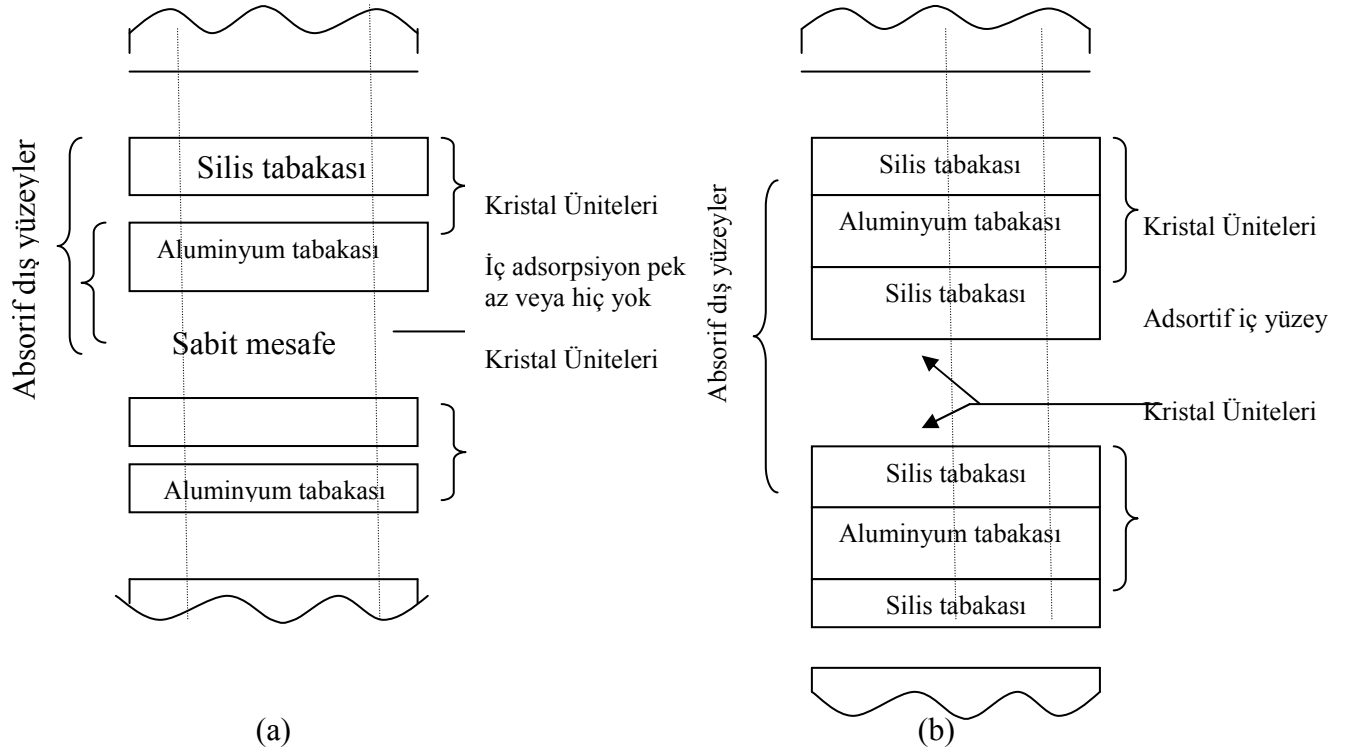 Absorif dış yüzeyler
Silis tabakası
Aluminyum tabakası
Sabit mesafe
Aluminyum tabakası
Kristal Üniteleri
İç adsorpsiyon pek
az veya hiç yok
Kristal Üniteleri
(a)
Absorif dış yüzeyler
Silis tabakası
Aluminyum tabakası
Silis tabakası
Silis tabakası
Aluminyum tabakası
Silis tabakası
Kristal Üniteleri
Adsortif iç yüzey
Kristal Üniteleri
(b)